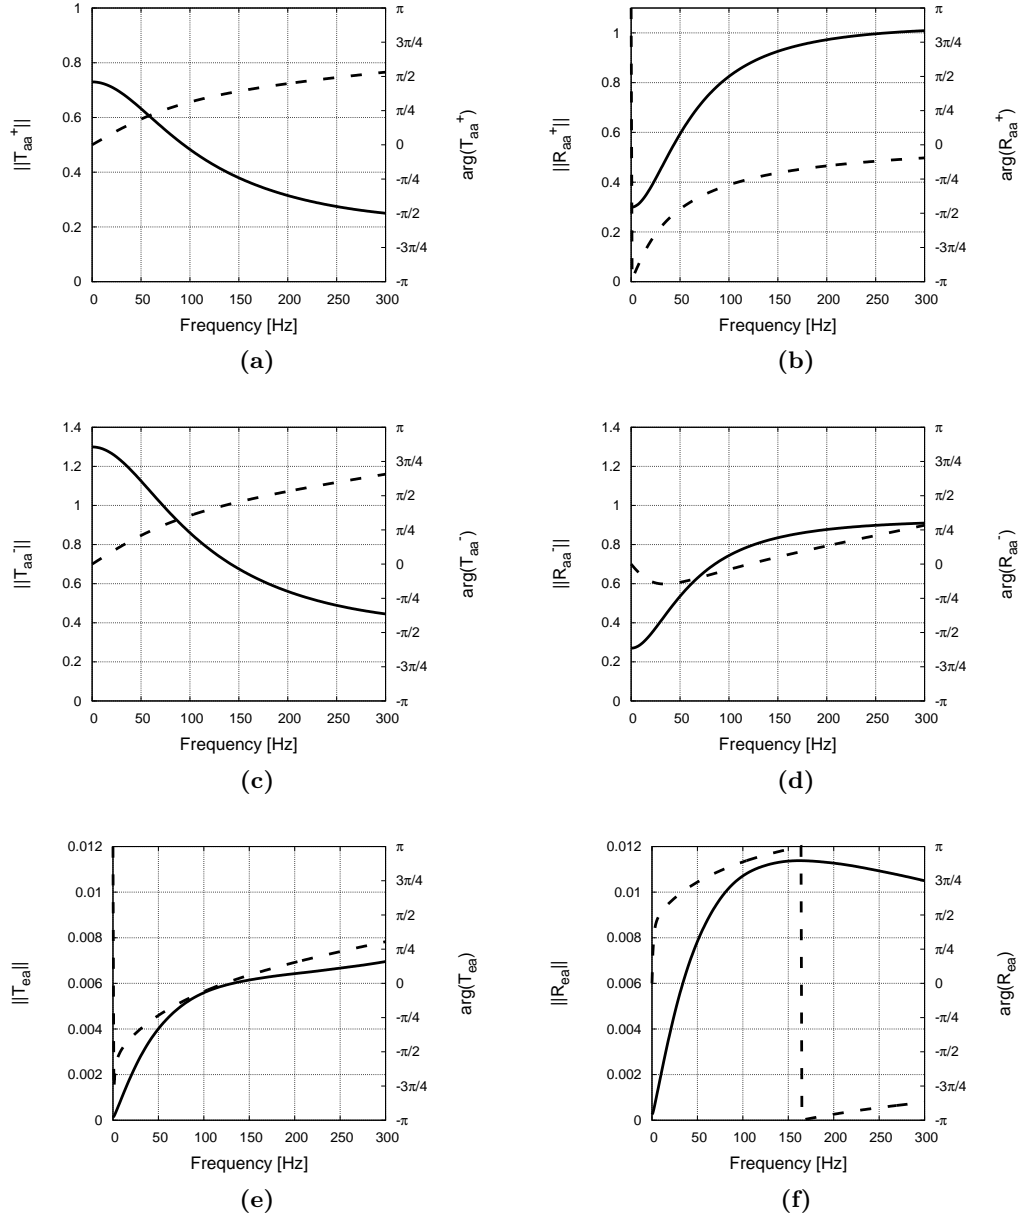 ||T_aa^+||
1
0.8
0.6
0.4
0.2
0
π
3π/4
π/2
π/4
0
-π/4
-π/2
-3π/4
-π
arg(T_aa^+)
0 50 100 150 200 250 300
Frequency [Hz]
(a)
||R_aa^+||
1
0.8
0.6
0.4
0.2
0
π
3π/4
π/2
π/4
0
-π/4
-π/2
-3π/4
-π
arg(R_aa^+)
0 50 100 150 200 250 300
Frequency [Hz]
(b)
||T_aa^-||
1.4
1.2
1
0.8
0.6
0.4
0.2
0
π
3π/4
π/2
π/4
0
-π/4
-π/2
-3π/4
-π
arg(T_aa^-)
0 50 100 150 200 250 300
Frequency [Hz]
(c)
||R_aa^-||
1.4
1.2
1
0.8
0.6
0.4
0.2
0
π
3π/4
π/2
π/4
0
-π/4
-π/2
-3π/4
-π
arg(R_aa^-)
0 50 100 150 200 250 300
Frequency [Hz]
(d)
||T_ea||
0.012
0.01
0.008
0.006
0.004
0.002
0
π
3π/4
π/2
π/4
0
-π/4
-π/2
-3π/4
-π
arg(T_ea)
0 50 100 150 200 250 300
Frequency [Hz]
(e)
||R_ea||
0.012
0.01
0.008
0.006
0.004
0.002
0
π
3π/4
π/2
π/4
0
-π/4
-π/2
-3π/4
-π
arg(R_ea)
0 50 100 150 200 250 300
Frequency [Hz]
(f)